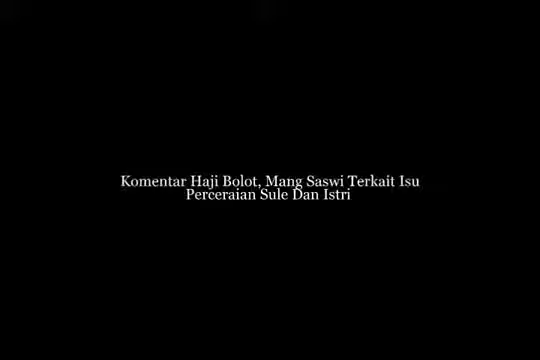 Komentar Haji Bolot, Mang Saswi Terkait Isu
Perceraian Sule Dan Istri